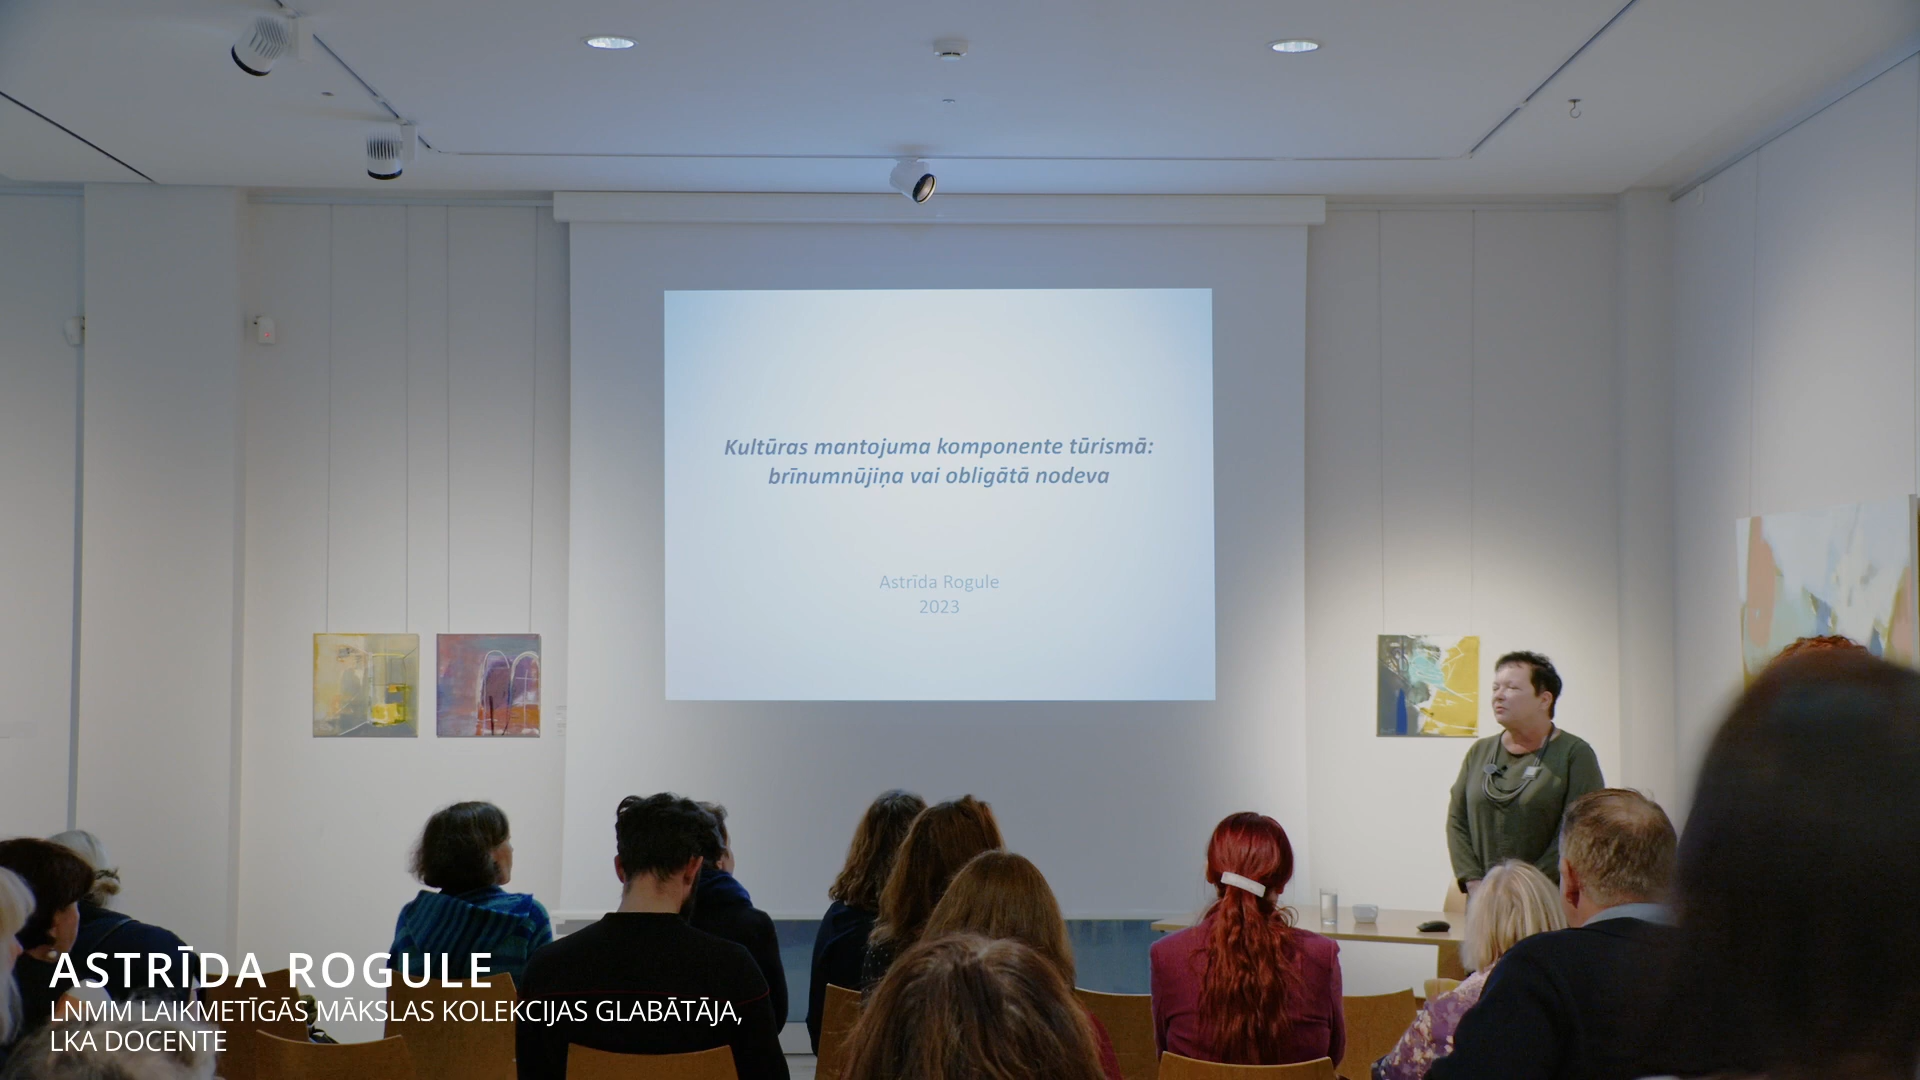 Kultūras mantojuma komponente tūrismā:
brīnumnūjiņa vai obligātā nodeva
Astrīda Rogule
2023
ASTRĪDA ROGULE
LNMM LAIKMETĪGĀS MĀKSLAS KOLEKCIJAS GLABĀTĀJA,
LKA DOCENTE